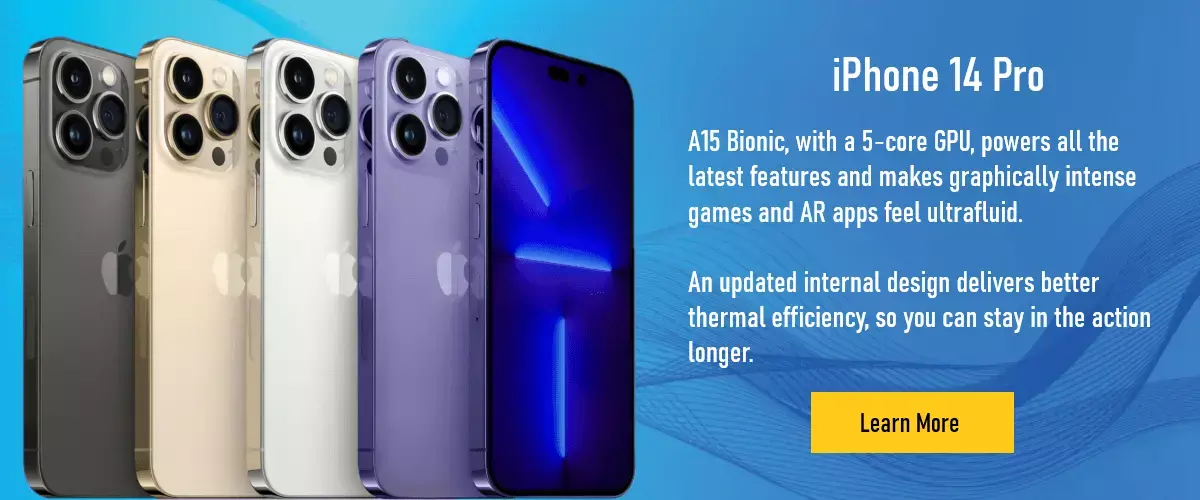 iPhone 14 Pro
A15 Bionic, with a 5-core GPU, powers all the
latest features and makes graphically intense
games and AR apps feel ultrafluid.
An updated internal design delivers better
thermal efficiency, so you can stay in the action
longer.
Learn More